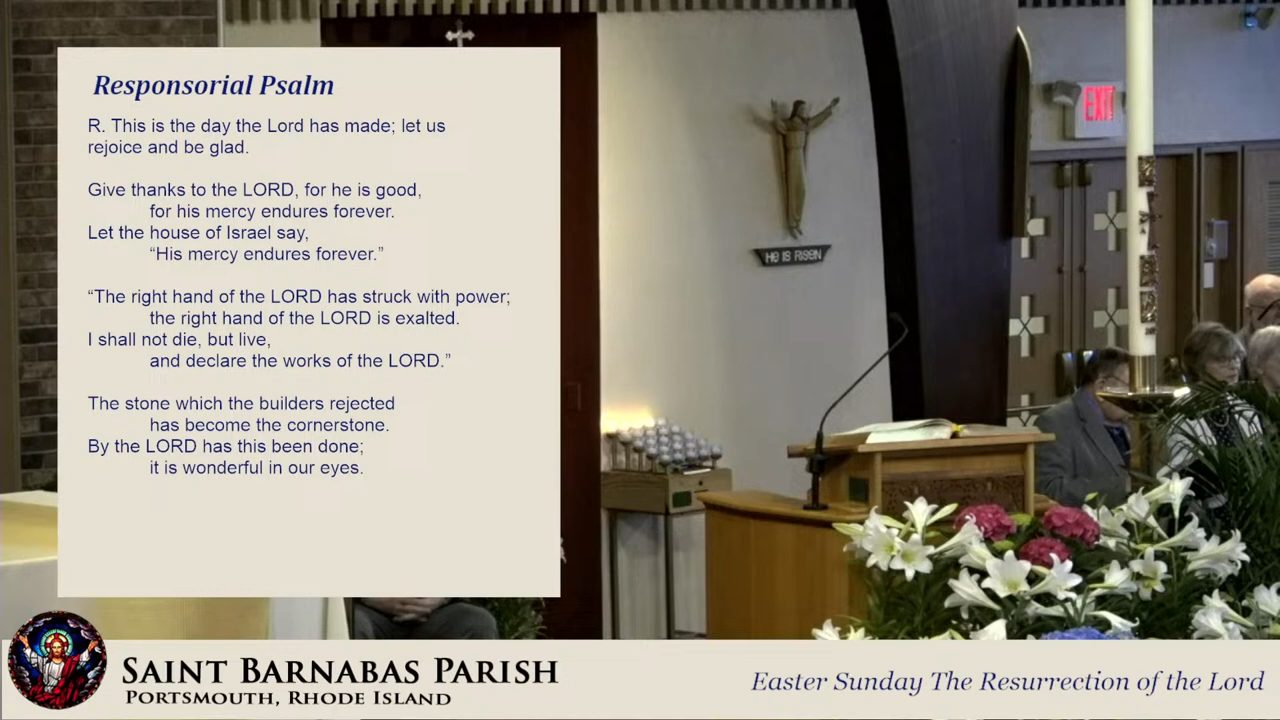 Responsorial Psalm
R. This is the day the Lord has made; let us
rejoice and be glad.
Give thanks to the LORD, for he is good,
for his mercy endures forever.
Let the house of Israel say,
“His mercy endures forever.”
“The right hand of the LORD has struck with power;
the right hand of the LORD is exalted.
I shall not die, but live,
and declare the works of the LORD.”
The stone which the builders rejected
has become the cornerstone.
By the LORD has this been done;
it is wonderful in our eyes.
HE IS RISEN
EXIT
SAINT BARNABAS PARISH
PORTSMOUTH, RHODE ISLAND
Easter Sunday The Resurrection of the Lord